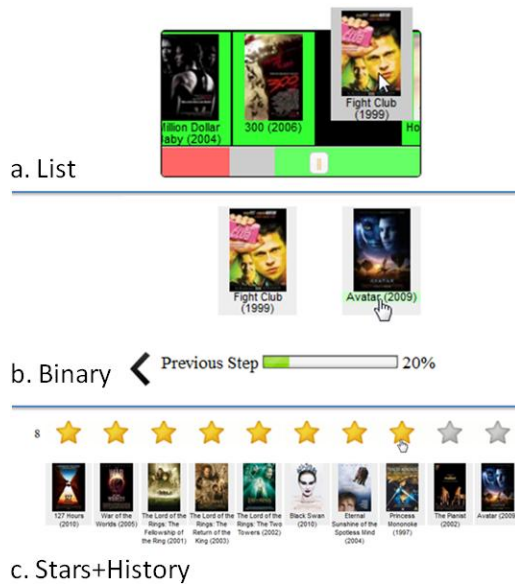 Million Dollar
Baby (2004)
300 (2006)
Fight Club
(1999)
Ho
a. List
Fight Club
(1999)
Avatar (2009)
b. Binary
Previous Step
20%
8
127 Hours
(2010)
War of the
Worlds (2005)
The Lord of the
Rings: The
Fellowship of
the Ring (2001)
The Lord of the
Rings: The
Return of the
King (2003)
The Lord of the
Rings: The Two
Towers (2002)
Black Swan
(2010)
Eternal
Sunshine of the
Spotless Mind
(2004)
Princess
Mononoke
(1997)
The Pianist
(2002)
Avatar (2009)
c. Stars+History